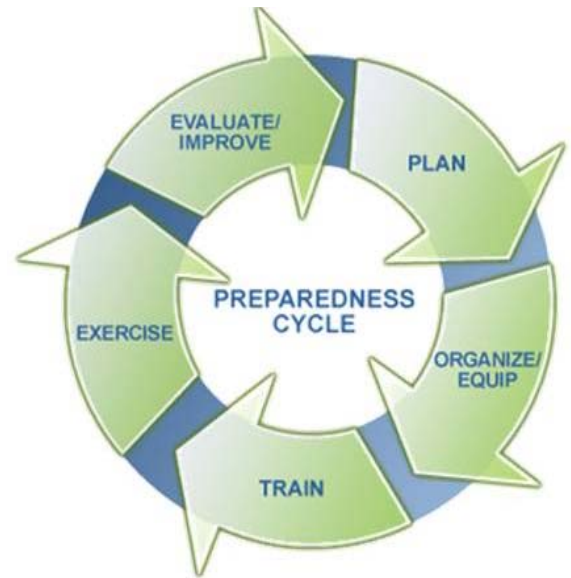 PREPAREDNESS
CYCLE
PLAN
ORGANIZE/
EQUIP
TRAIN
EXERCISE
EVALUATE/
IMPROVE